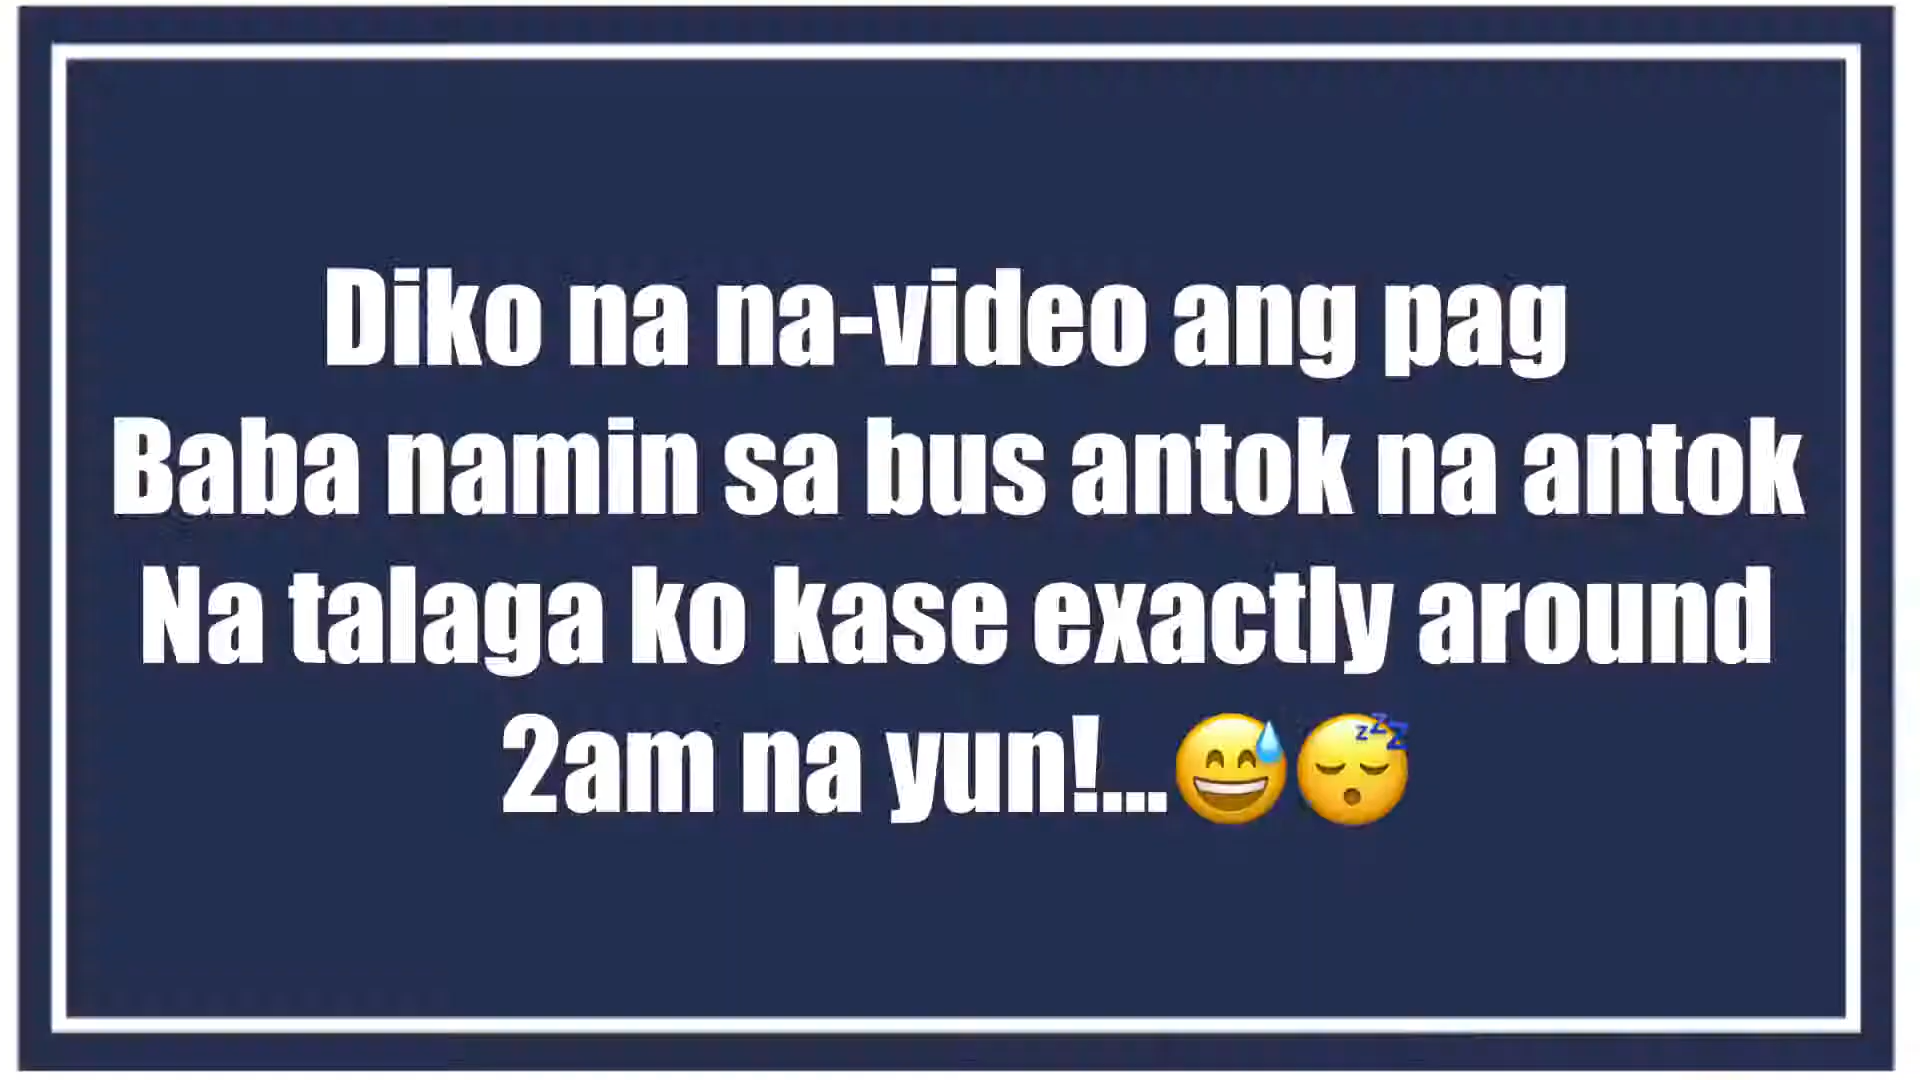 Diko na na-video ang pag
Baba namin sa bus antok na antok
Na talaga ko kase exactly around
2am na yun!...😅😴